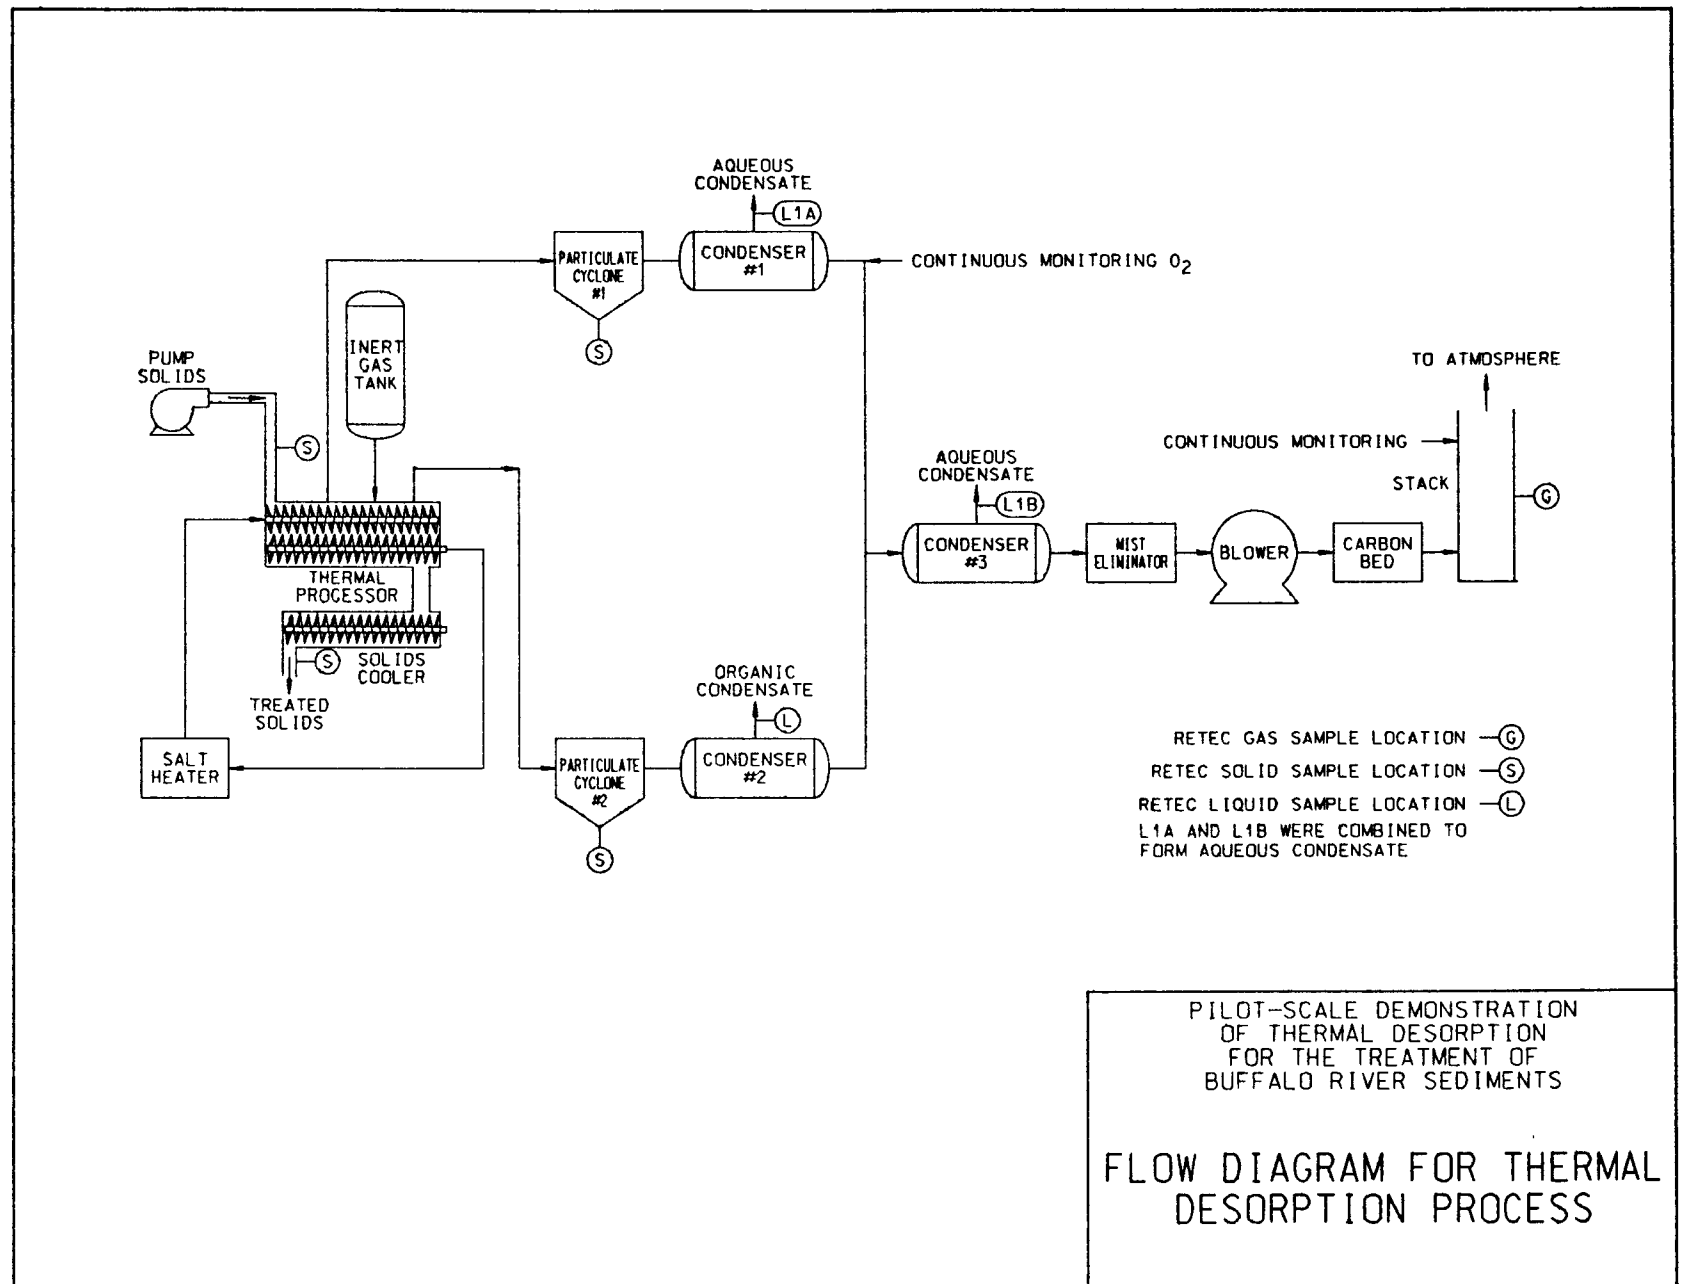 AQUEOUS
CONDENSATE
L1A
PARTICULATE
CYCLONE
#1
CONDENSER
#1
CONTINUOUS MONITORING O2
S
INERT
GAS
TANK
PUMP
SOLIDS
S
TO ATMOSPHERE
CONTINUOUS MONITORING
STACK
G
AQUEOUS
CONDENSATE
L1B
CONDENSER
#3
MIST
ELIMINATOR
BLOWER
CARBON
BED
THERMAL
PROCESSOR
S
SOLIDS
COOLER
TREATED
SOLIDS
SALT
HEATER
ORGANIC
CONDENSATE
L
PARTICULATE
CYCLONE
#2
CONDENSER
#2
S
RETEC GAS SAMPLE LOCATION G
RETEC SOLID SAMPLE LOCATION S
RETEC LIQUID SAMPLE LOCATION L
L1A AND L1B WERE COMBINED TO
FORM AQUEOUS CONDENSATE
PILOT-SCALE DEMONSTRATION
OF THERMAL DESORPTION
FOR THE TREATMENT OF
BUFFALO RIVER SEDIMENTS
FLOW DIAGRAM FOR THERMAL
DESORPTION PROCESS